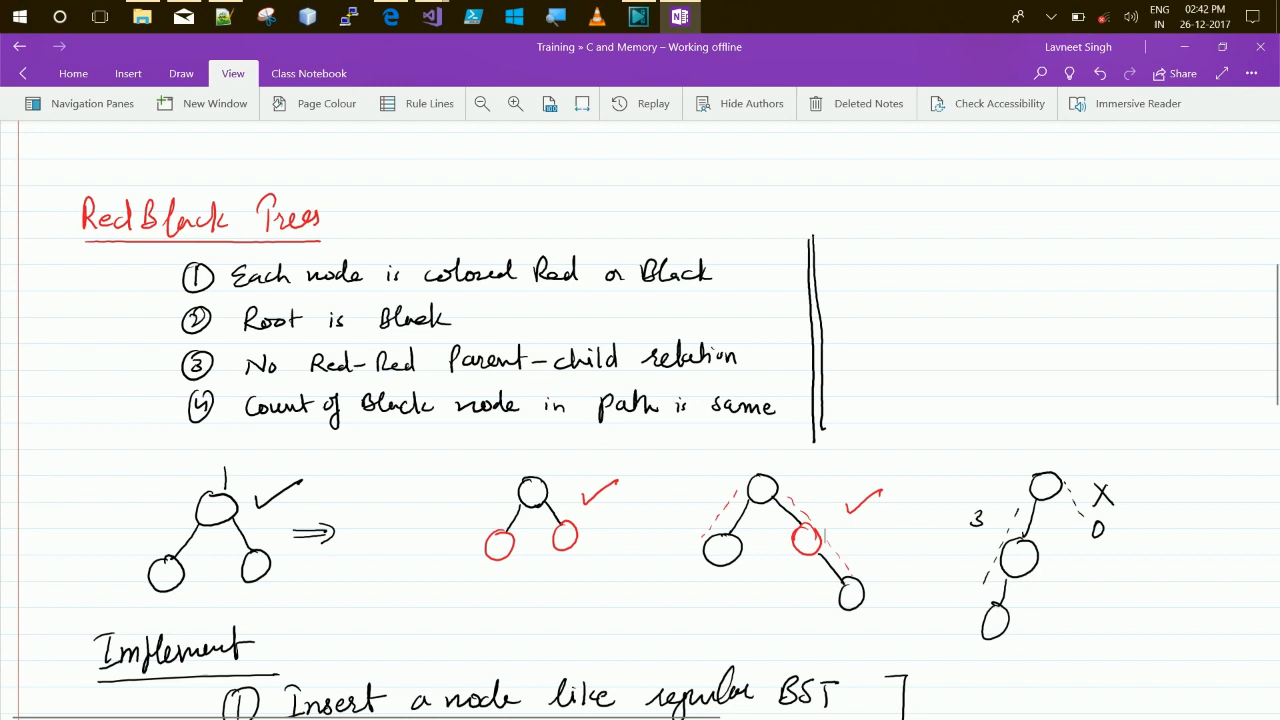 ENG
02:42 PM
IN
26-12-2017
Training » C and Memory – Working offline
Lavneet Singh
Home Insert Draw View Class Notebook
Share
Navigation Panes New Window Page Colour Rule Lines Replay Hide Authors Deleted Notes Check Accessibility Immersive Reader
Red Black Trees
① Each node is colored Red or Black
② Root is Black
③ No Red-Red Parent-child relation
④ Count of Black node in path is same
3 X
0
Implement
① Insert a node like regular BST